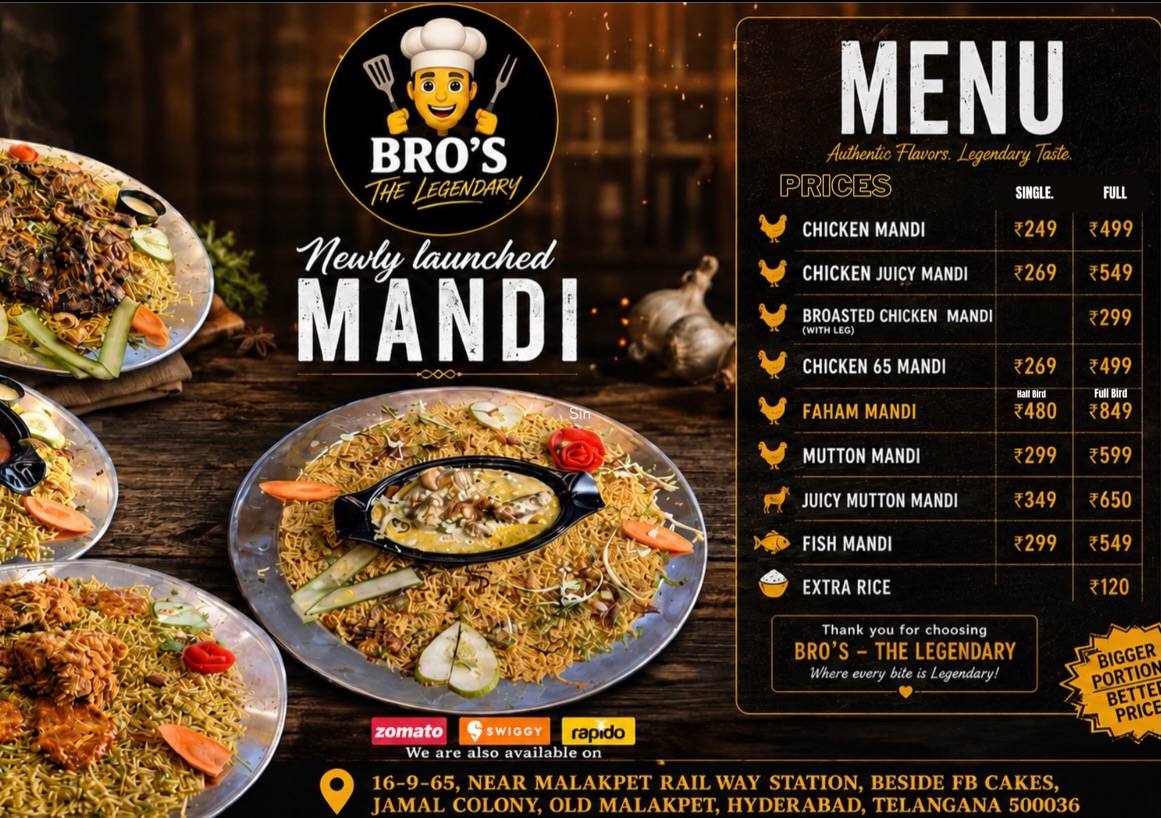 BRO'S
THE LEGENDARY
Newly launched
MANDI
Sin
zomato
SWIGGY
rapido
We are also available on
16-9-65, NEAR MALAKPET RAIL WAY STATION, BESIDE FB CAKES,
JAMAL COLONY, OLD MALAKPET, HYDERABAD, TELANGANA 500036
MENU
Authentic Flavors. Legendary Taste.
PRICES SINGLE. FULL
CHICKEN MANDI ₹249 ₹499
CHICKEN JUICY MANDI ₹269 ₹549
BROASTED CHICKEN MANDI ₹299
(WITH LEG)
CHICKEN 65 MANDI ₹269 ₹499
Half Bird Full Bird
FAHAM MANDI ₹480 ₹849
MUTTON MANDI ₹299 ₹599
JUICY MUTTON MANDI ₹349 ₹650
FISH MANDI ₹299 ₹549
EXTRA RICE ₹120
Thank you for choosing
BRO'S – THE LEGENDARY
Where every bite is Legendary!
BIGGER
PORTION
BETTE
PRICE